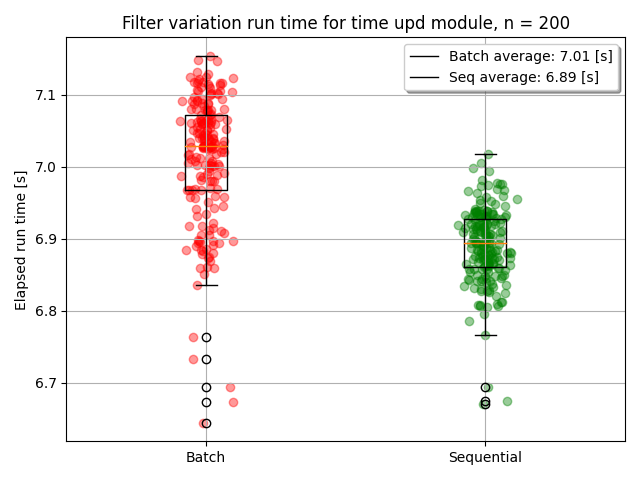 Filter variation run time for time upd module, n = 200
Batch average: 7.01 [s]
Seq average: 6.89 [s]
Elapsed run time [s]
7.1
7.0
6.9
6.8
6.7
Batch
Sequential